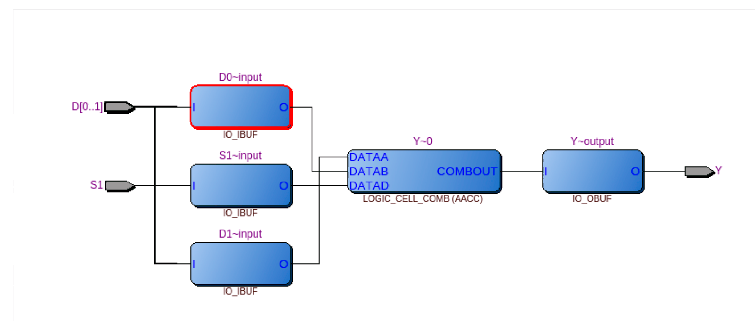 D0~input
D[0..1]
I
O
IO_IBUF
S1~input
S1
I
O
IO_IBUF
D1~input
I
O
IO_IBUF
Y~0
DATAA
DATAB
COMBOUT
DATAD
LOGIC_CELL_COMB (AACC)
Y~output
I
O
IO_OBUF
Y